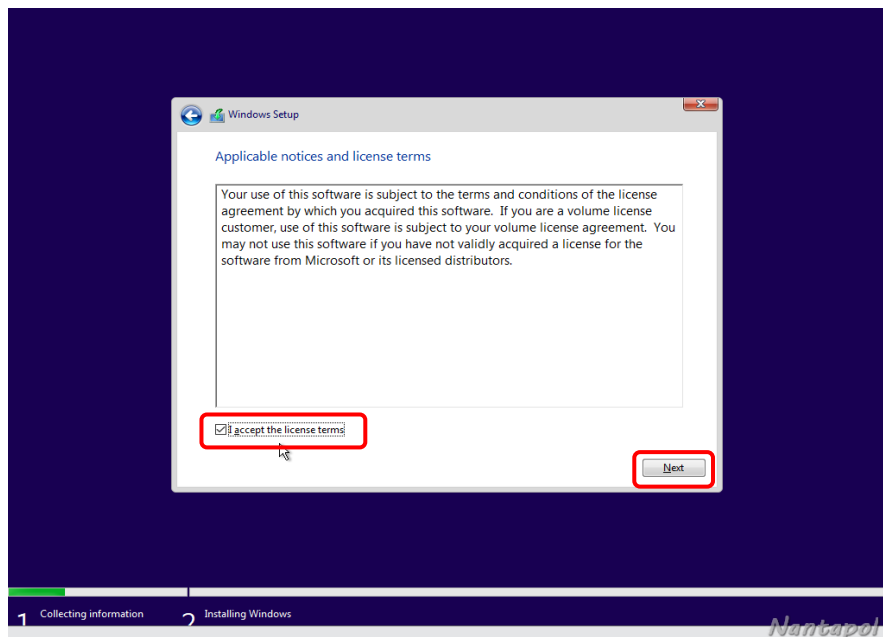 Windows Setup
Applicable notices and license terms
Your use of this software is subject to the terms and conditions of the license
agreement by which you acquired this software.  If you are a volume license
customer, use of this software is subject to your volume license agreement.  You
may not use this software if you have not validly acquired a license for the
software from Microsoft or its licensed distributors.
I accept the license terms
Next
1 Collecting information
2 Installing Windows
Nantapol